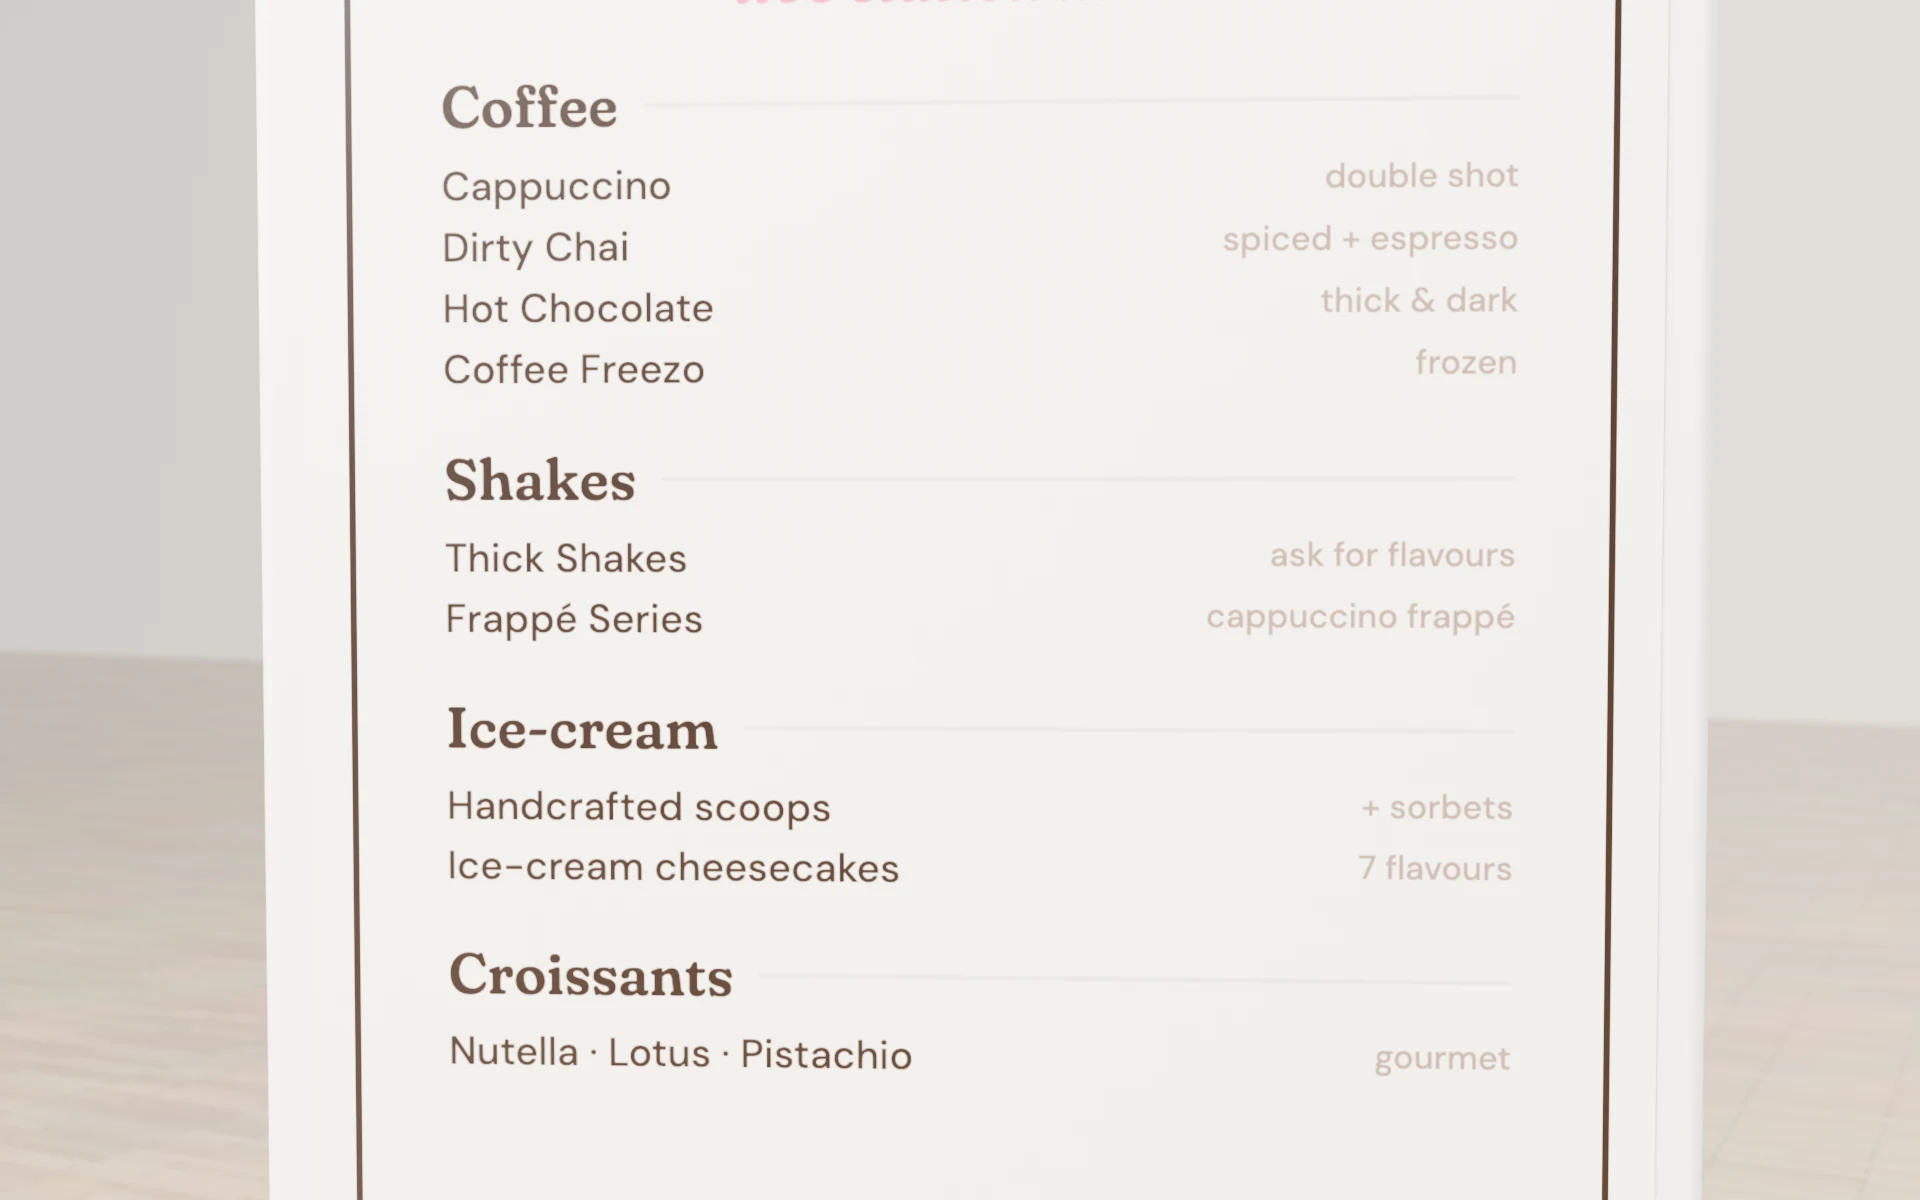 Coffee
Cappuccino double shot
Dirty Chai spiced + espresso
Hot Chocolate thick & dark
Coffee Freezo frozen
Shakes
Thick Shakes ask for flavours
Frappé Series cappuccino frappé
Ice-cream
Handcrafted scoops + sorbets
Ice-cream cheesecakes 7 flavours
Croissants
Nutella · Lotus · Pistachio gourmet